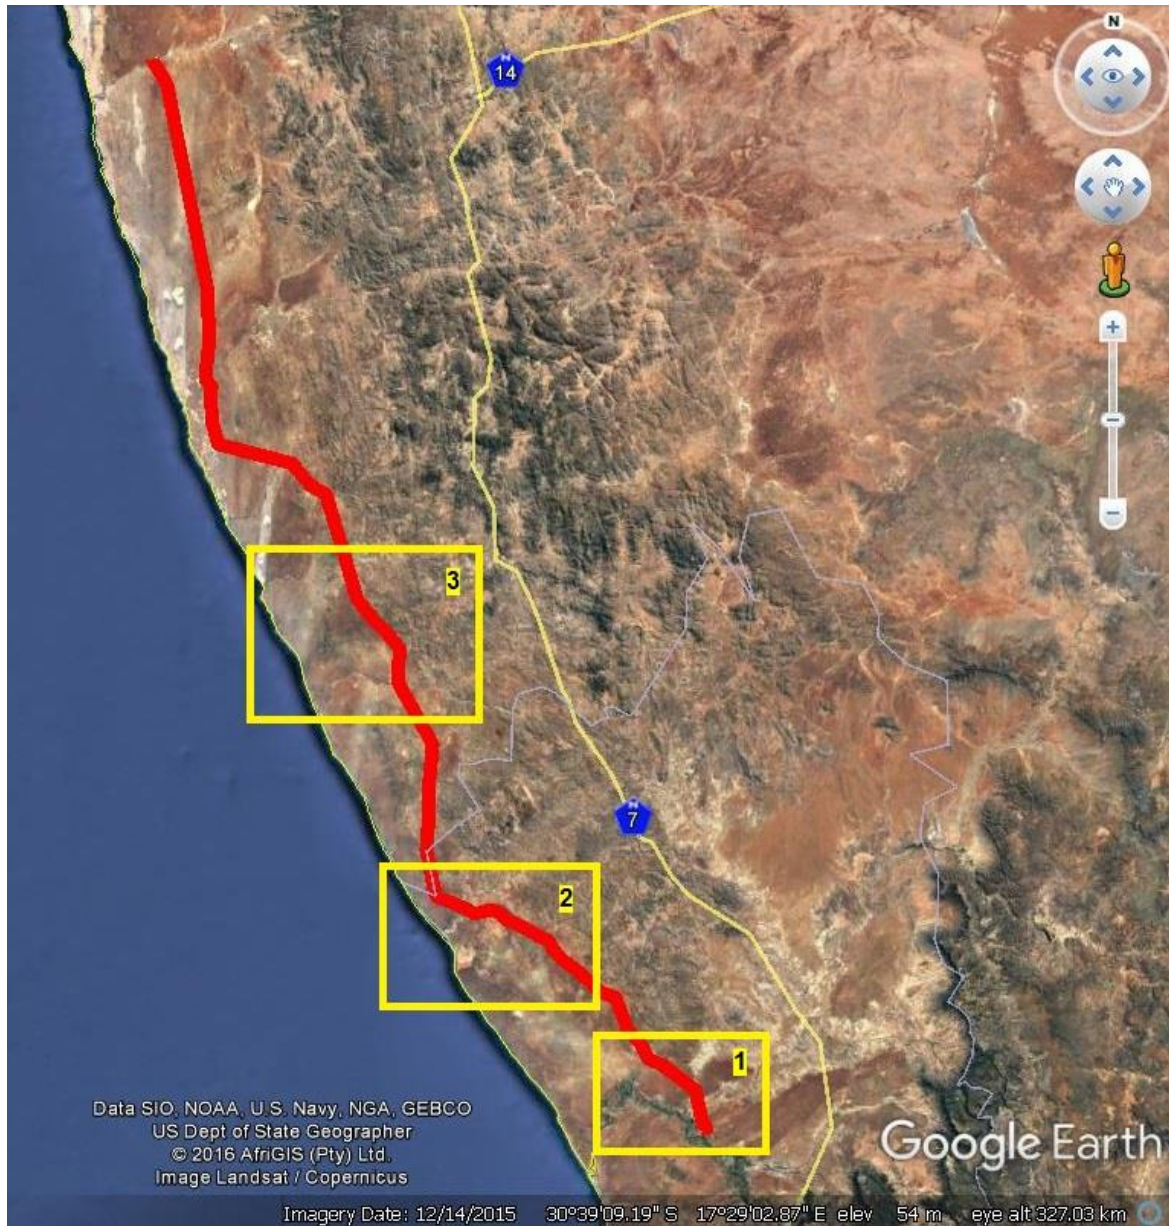 N
14
3
7
2
1
Data SIO, NOAA, U.S. Navy, NGA, GEBCO
US Dept of State Geographer
© 2016 AfriGIS (Pty) Ltd.
Image Landsat / Copernicus
Google Earth
Imagery Date: 12/14/2015 30°39'09.19" S 17°29'02.87" E elev 54 m eye alt 327.03 km